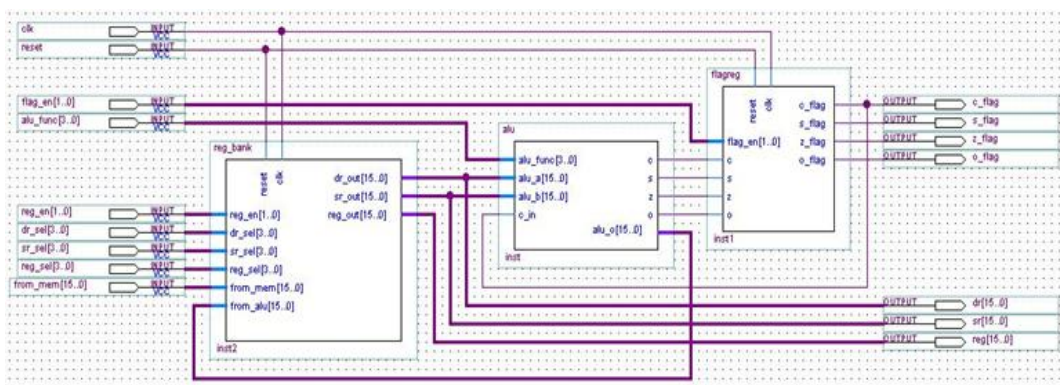 clk INPUT VCC
reset INPUT VCC
flag_en[1..0] INPUT VCC
alu_func[3..0] INPUT VCC
reg_en[1..0] INPUT VCC
dr_sel[3..0] INPUT VCC
sr_sel[3..0] INPUT VCC
reg_sel[3..0] INPUT VCC
from_mem[15..0] INPUT VCC
reg_bank
reset clk
dr_out[15..0]
sr_out[15..0]
reg_out[15..0]
reg_en[1..0]
dr_sel[3..0]
sr_sel[3..0]
reg_sel[3..0]
from_mem[15..0]
from_alu[15..0]
inst2
alu
alu_func[3..0] c
alu_a[15..0] s
alu_b[15..0] z
c_in o
alu_o[15..0]
inst
flagreg
reset clk
c_flag
s_flag
flag_en[1..0] z_flag
c o_flag
s
z
o
inst1
OUTPUT c_flag
OUTPUT s_flag
OUTPUT z_flag
OUTPUT o_flag
OUTPUT dr[15..0]
OUTPUT sr[15..0]
OUTPUT reg[15..0]